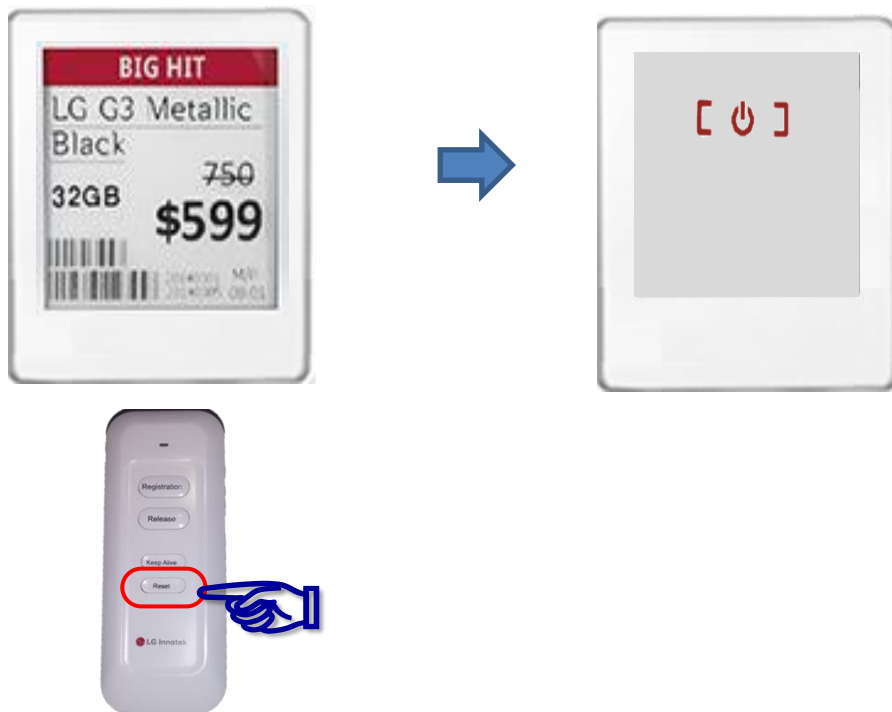 BIG HIT
LG G3 Metallic
Black
750
32GB
$599
Registration
Release
Keep Alive
Reset
LG Innotek